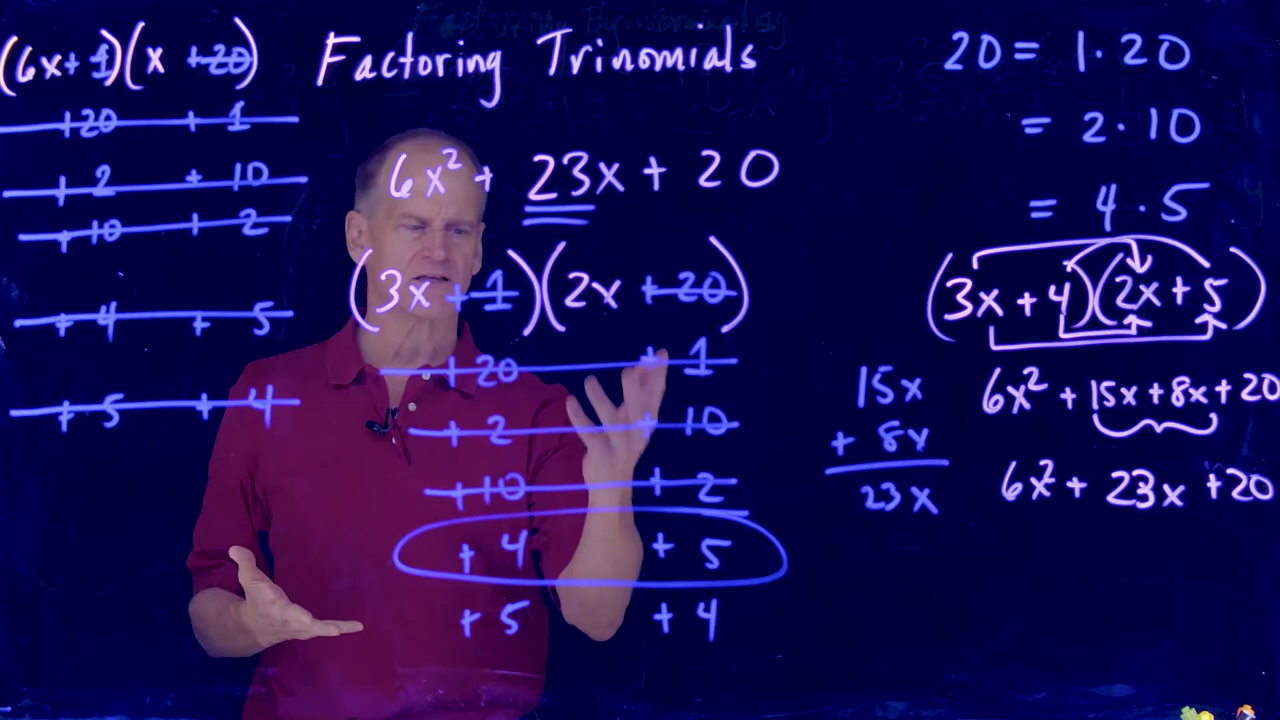 Factoring Trinomials
(6x+ 1)(x +20)
+20 + 1
+ 2 + 10
+ 10 + 2
+ 4 + 5
+ 5 + 4
6x² + 23x + 20
(3x + 1)(2x + 20)
+ 20 + 1
+ 2 + 10
+ 10 + 2
+ 4 + 5
+ 5 + 4
20 = 1·20
= 2·10
= 4·5
(3x + 4)(2x + 5)
15x
+ 8x
23x
6x² + 15x + 8x + 20
6x² + 23x + 20